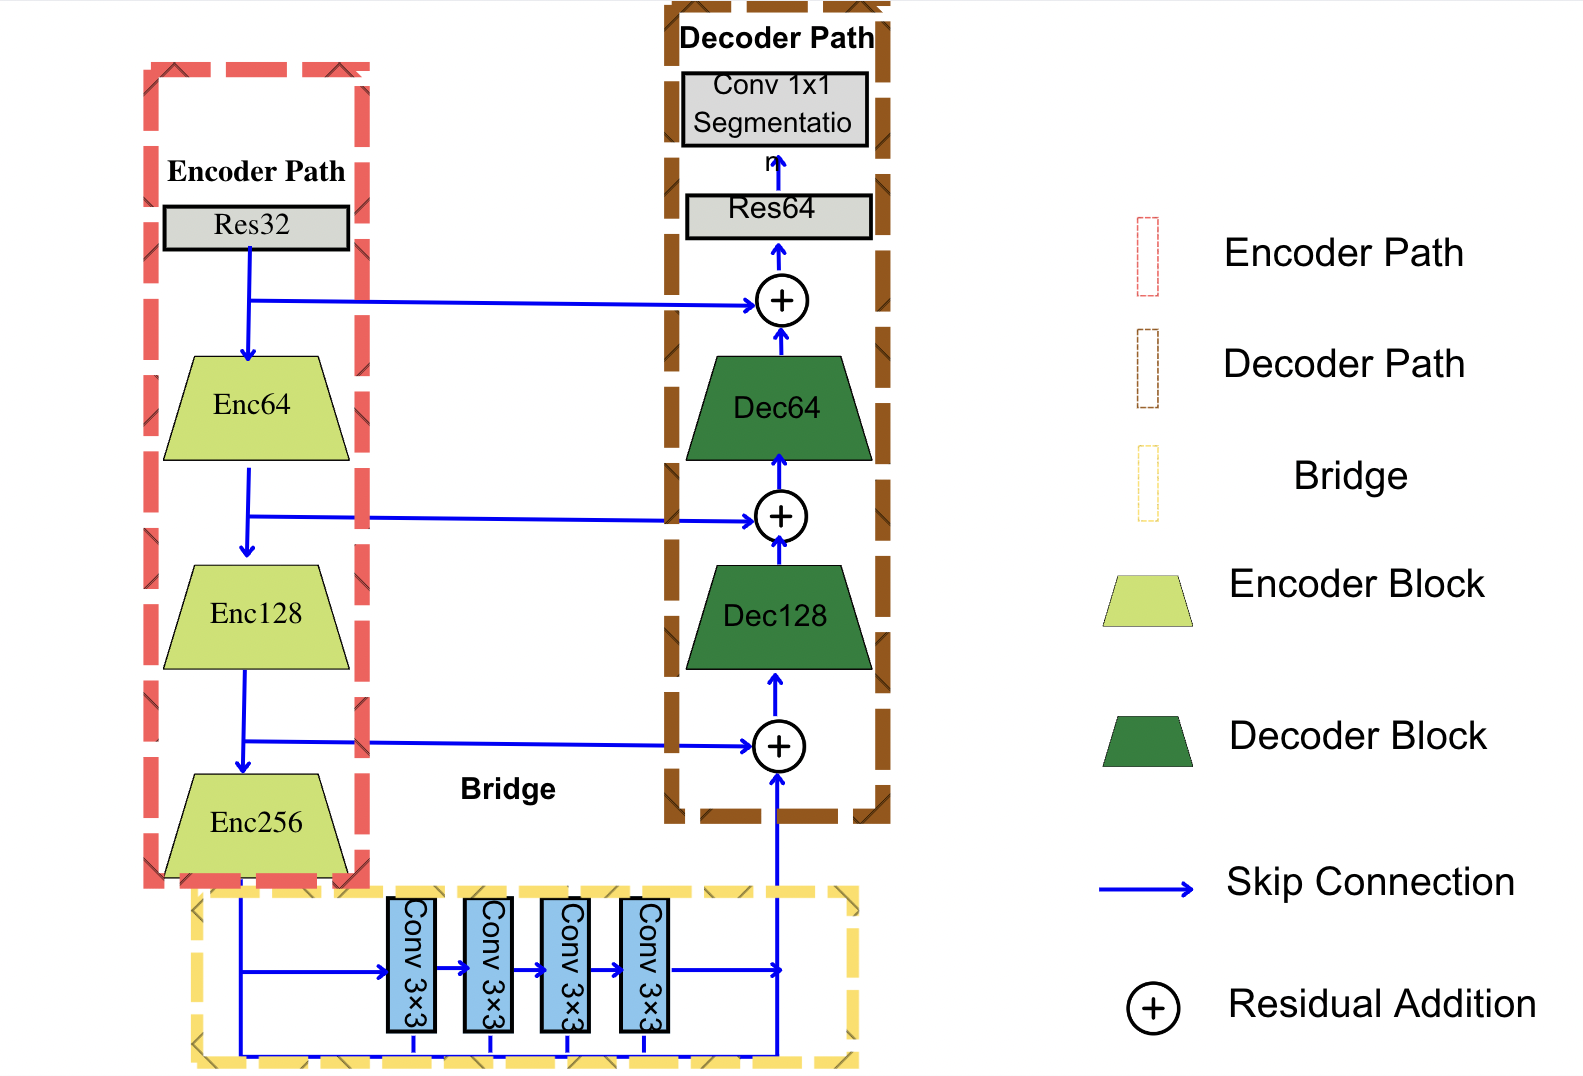 Decoder Path
Conv 1x1
Segmentatio
n
Res64
Encoder Path
Res32
Enc64
Dec64
Enc128
Dec128
Enc256
Bridge
Conv 3×3
Conv 3×3
Conv 3×3
Conv 3×3
Encoder Path
Decoder Path
Bridge
Encoder Block
Decoder Block
Skip Connection
Residual Addition